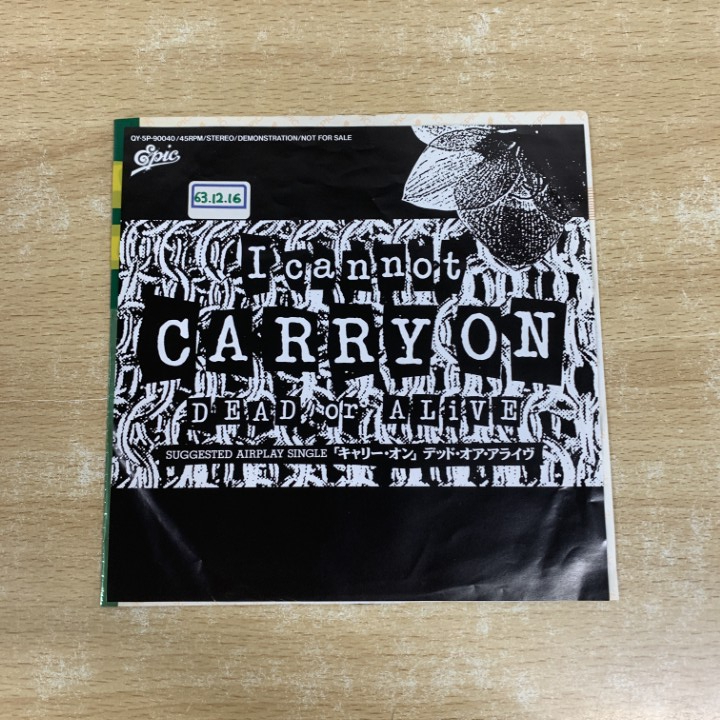 QY・5P-90040/45RPM/STEREO/DEMONSTRATION/NOT FOR SALE
Epic
63.12.16
I cannot
CARRY ON
DEAD or ALiVE
SUGGESTED AIRPLAY SINGLE「キャリー・オン」デッド・オア・アライヴ